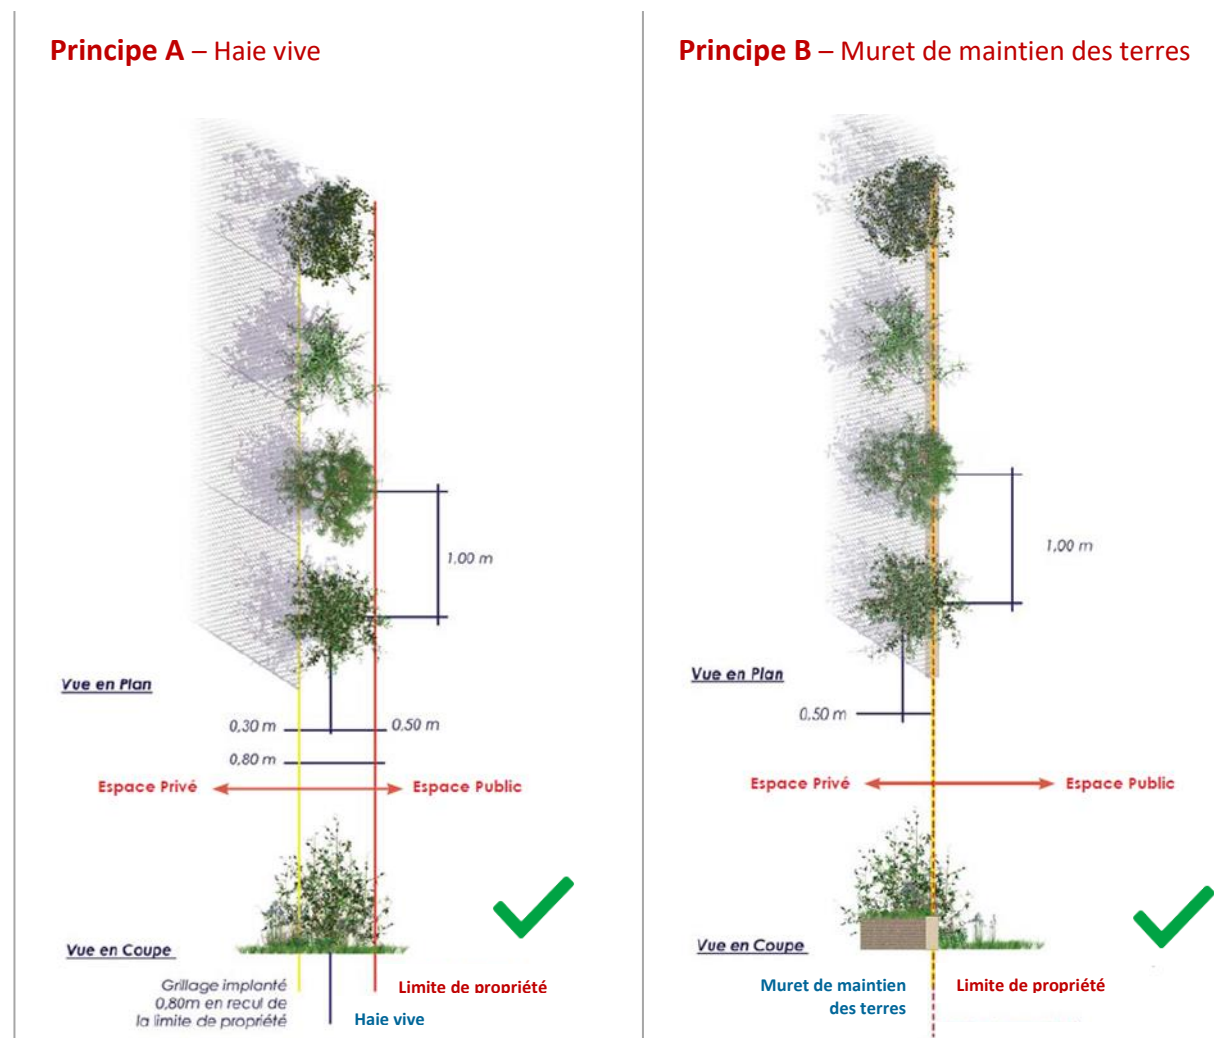 Principe A – Haie vive
1,00 m
Vue en Plan
0,30 m
0,50 m
0,80 m
Espace Privé
Espace Public
Vue en Coupe
Grillage implanté
0,80m en recul de
la limite de propriété
Limite de propriété
Haie vive
Principe B – Muret de maintien des terres
1,00 m
Vue en Plan
0,50 m
Espace Privé
Espace Public
Vue en Coupe
Muret de maintien
des terres
Limite de propriété